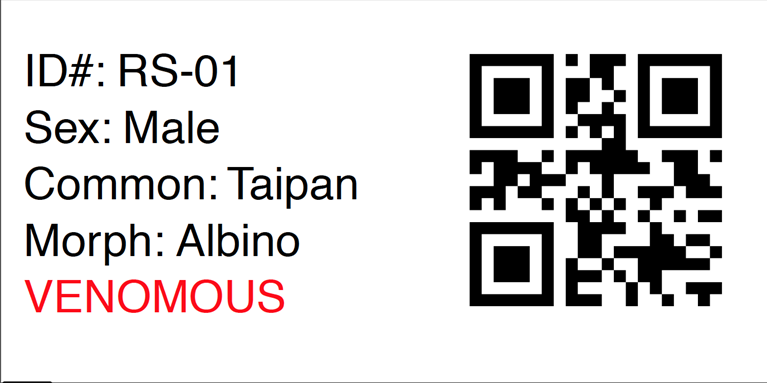 ID#: RS-01
Sex: Male
Common: Taipan
Morph: Albino
VENOMOUS